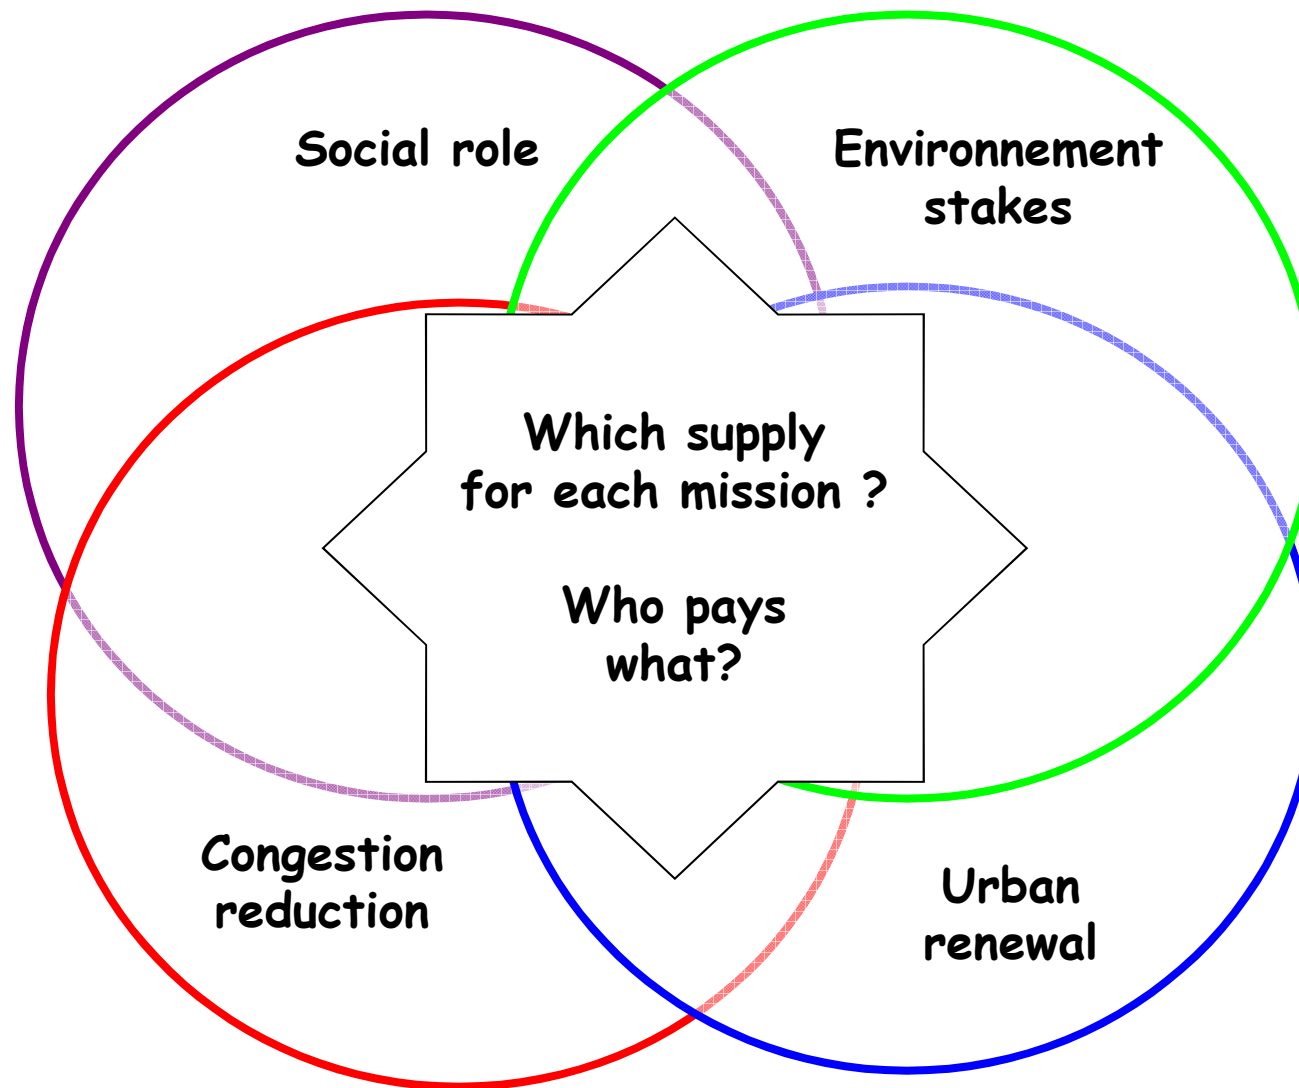 Social role
Environnement
stakes
Which supply
for each mission ?
Who pays
what?
Congestion
reduction
Urban
renewal